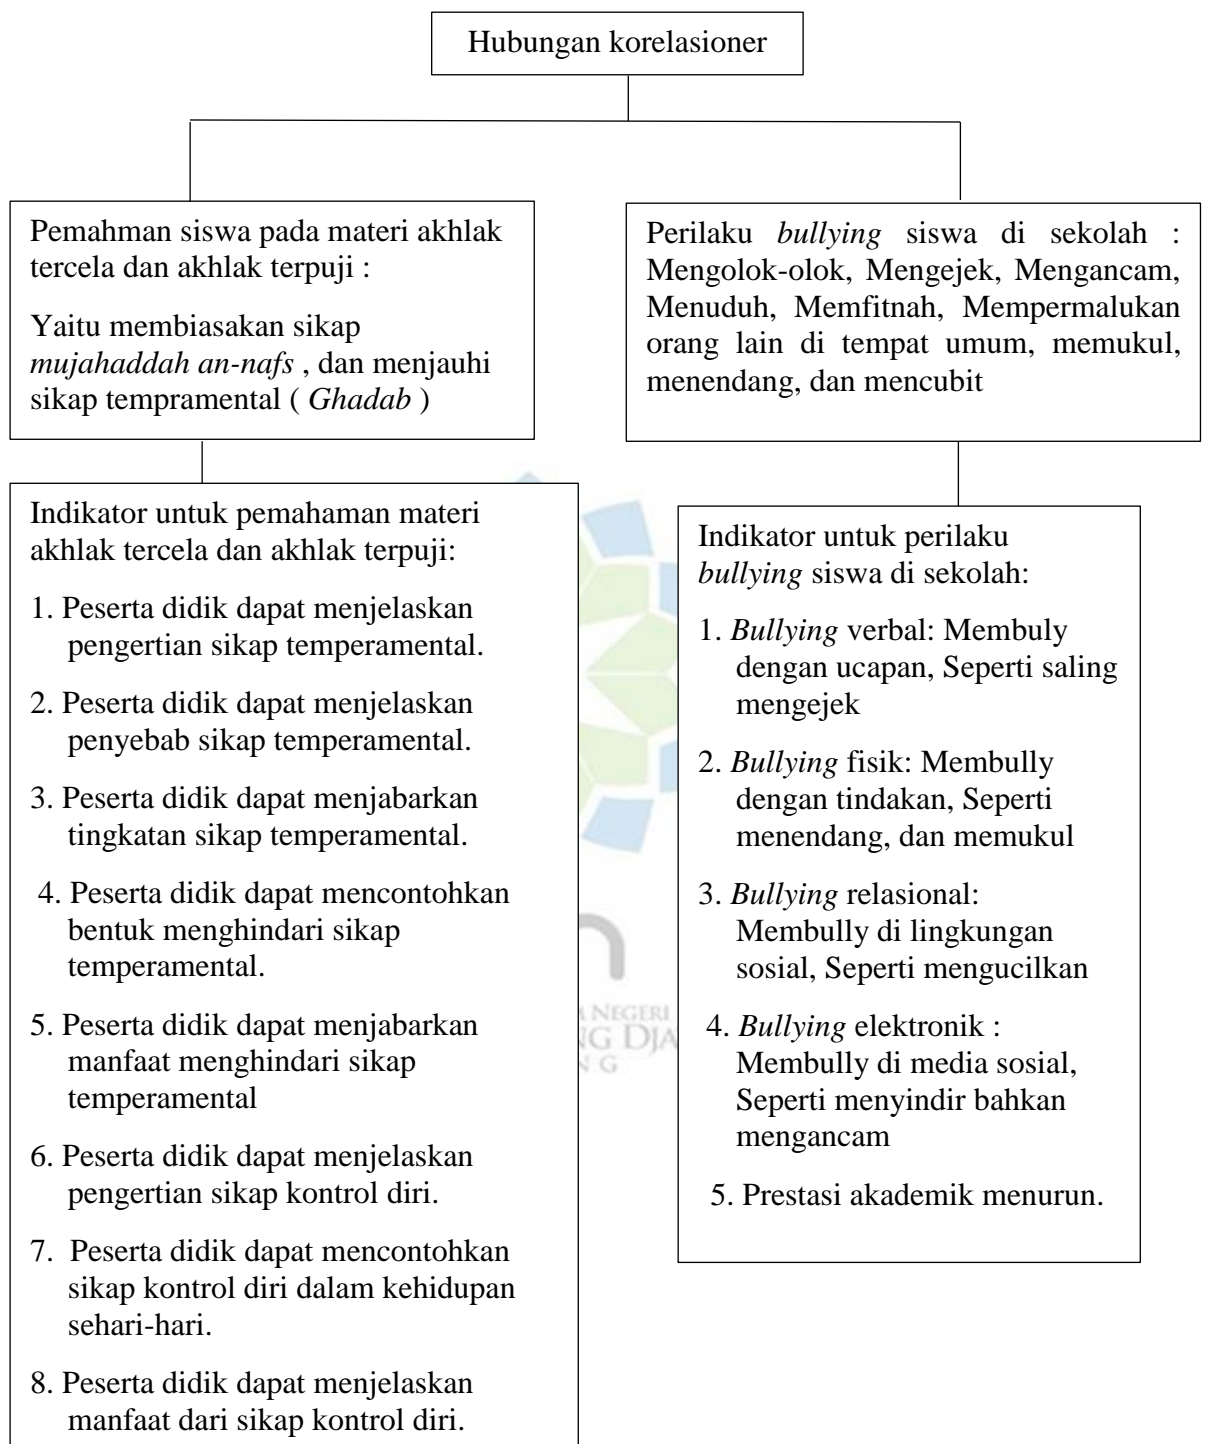 Hubungan korelasioner
Pemahman siswa pada materi akhlak
tercela dan akhlak terpuji :
Yaitu membiasakan sikap
mujahaddah an-nafs , dan menjauhi
sikap tempramental ( Ghadab )
Perilaku bullying siswa di sekolah :
Mengolok-olok, Mengejek, Mengancam,
Menuduh, Memfitnah, Mempermalukan
orang lain di tempat umum, memukul,
menendang, dan mencubit
Indikator untuk pemahaman materi
akhlak tercela dan akhlak terpuji:
1. Peserta didik dapat menjelaskan
pengertian sikap temperamental.
2. Peserta didik dapat menjelaskan
penyebab sikap temperamental.
3. Peserta didik dapat menjabarkan
tingkatan sikap temperamental.
4. Peserta didik dapat mencontohkan
bentuk menghindari sikap
temperamental.
5. Peserta didik dapat menjabarkan
manfaat menghindari sikap
temperamental
6. Peserta didik dapat menjelaskan
pengertian sikap kontrol diri.
7. Peserta didik dapat mencontohkan
sikap kontrol diri dalam kehidupan
sehari-hari.
8. Peserta didik dapat menjelaskan
manfaat dari sikap kontrol diri.
Indikator untuk perilaku
bullying siswa di sekolah:
1. Bullying verbal: Membuly
dengan ucapan, Seperti saling
mengejek
2. Bullying fisik: Membully
dengan tindakan, Seperti
menendang, dan memukul
3. Bullying relasional:
Membully di lingkungan
sosial, Seperti mengucilkan
4. Bullying elektronik :
Membully di media sosial,
Seperti menyindir bahkan
mengancam
5. Prestasi akademik menurun.
NEGERI
NG DJA
N G